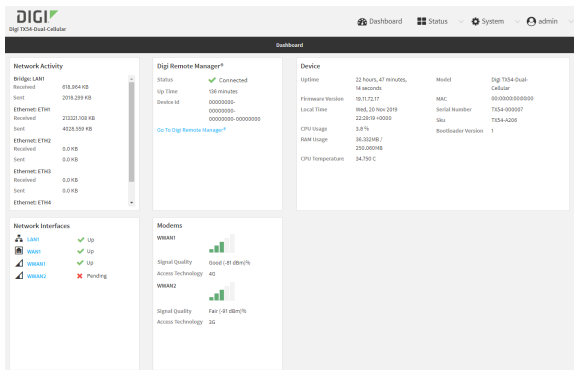 DIGI
Digi TX54-Dual-Cellular
Dashboard Status System admin
Dashboard
Network Activity
Bridge: LAN1
Received 618.964 KB
Sent 2018.299 KB
Ethernet: ETH1
Received 212321.108 KB
Sent 4028.559 KB
Ethernet: ETH2
Received 0.0 KB
Sent 0.0 KB
Ethernet: ETH3
Received 0.0 KB
Sent 0.0 KB
Ethernet: ETH4
Digi Remote Manager®
Status Connected
Up Time 136 minutes
Device Id 00000000-
00000000-
00000000-00000000
Go To Digi Remote Manager®
Device
Uptime 22 hours, 47 minutes,
14 seconds
Firmware Version 19.11.72.17
Local Time Wed, 20 Nov 2019
22:29:19 +0000
CPU Usage 3.8%
RAM Usage 36.332MB /
250.060MB
CPU Temperature 34.750 C
Model Digi TX54-Dual-
Cellular
MAC 00:00:00:00:00:00
Serial Number TX54-000007
Sku TX54-A206
Bootloader Version 1
Network Interfaces
LAN1 Up
WAN1 Up
WWAN1 Up
WWAN2 Pending
Modems
WWAN1
Signal Quality Good (-81 dBm)%
Access Technology 4G
WWAN2
Signal Quality Fair (-91 dBm)%
Access Technology 2G